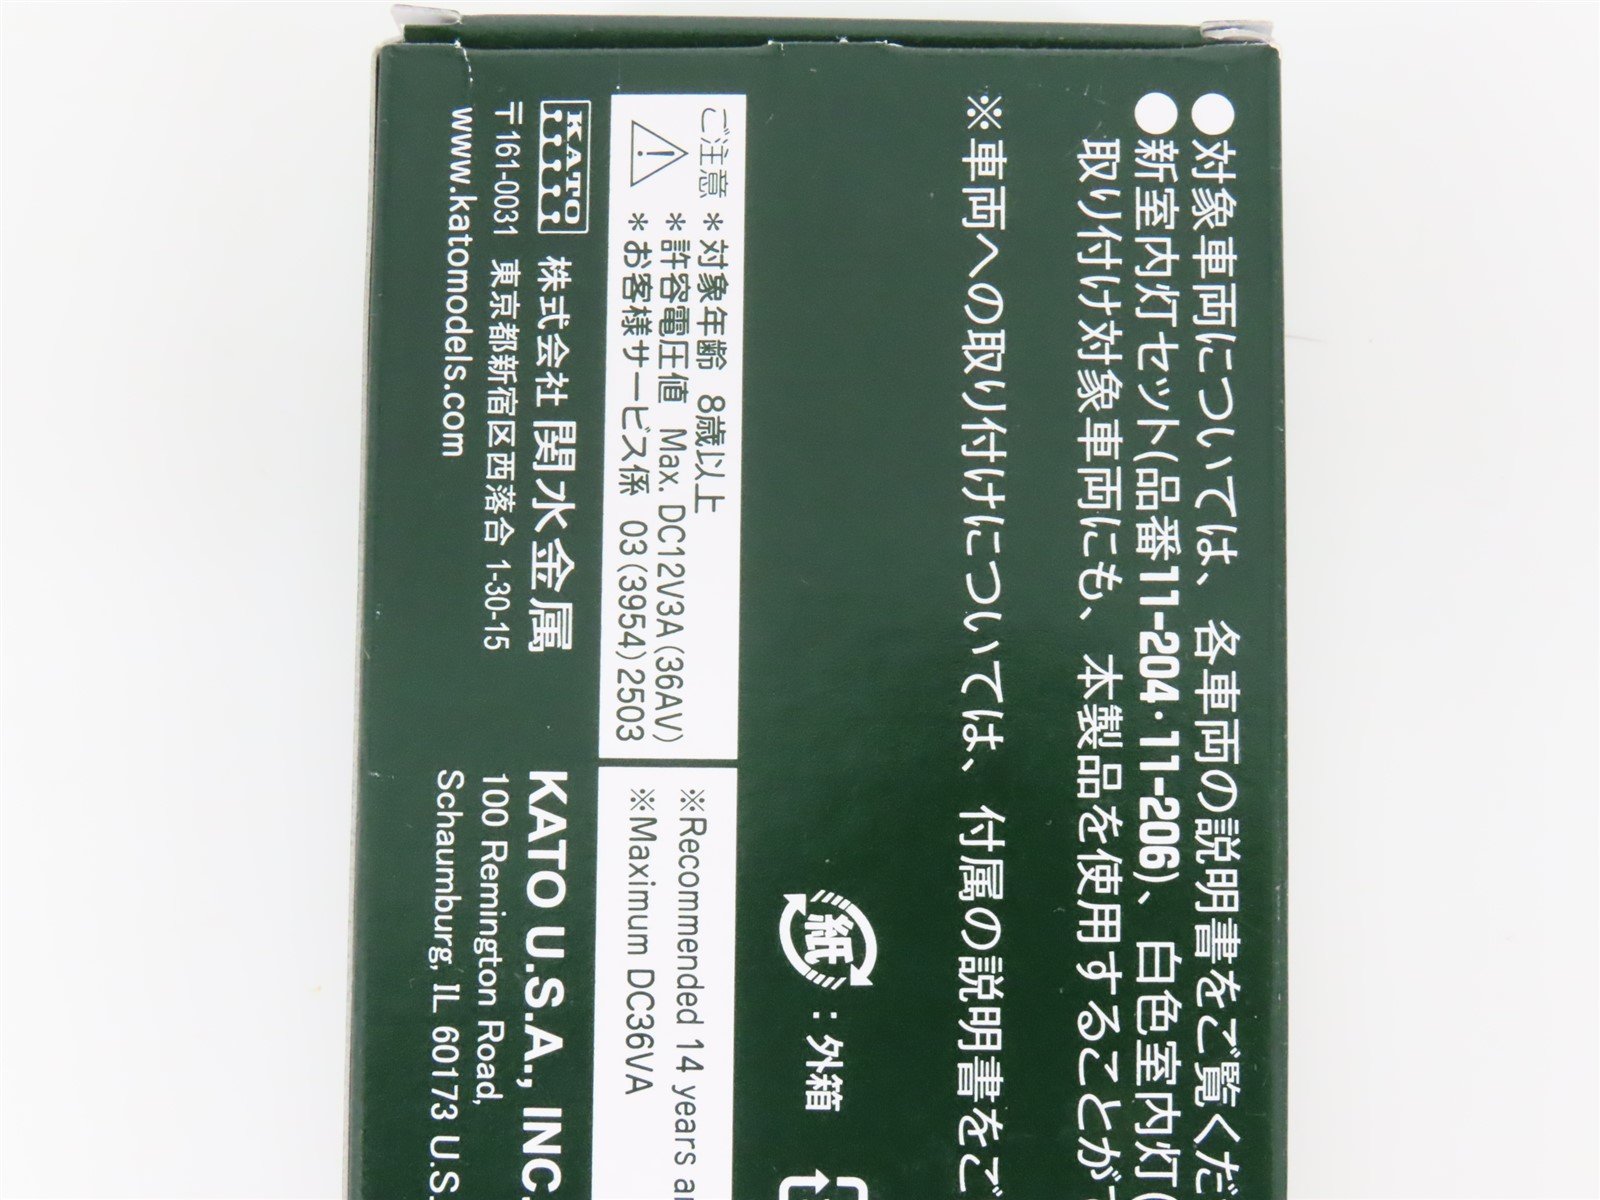 ●対象車両については、各車両の説明書をご覧くだ
●新室内灯セット(品番11-204·11-206)、白色室内灯(
取り付け対象車両にも、本製品を使用することがで
※車両への取り付けについては、付属の説明書をご
紙 : 外箱
ご注意
＊対象年齢 8歳以上
＊許容電圧値 Max. DC12V3A(36AV)
＊お客様サービス係 03(3954)2503
※Recommended 14 years an
※Maximum DC36VA
KATO 株式会社 関水金属
〒161-0031 東京都新宿区西落合 1-30-15
www.katomodels.com
KATO U.S.A., INC.
100 Remington Road,
Schaumburg, IL 60173 U.S.